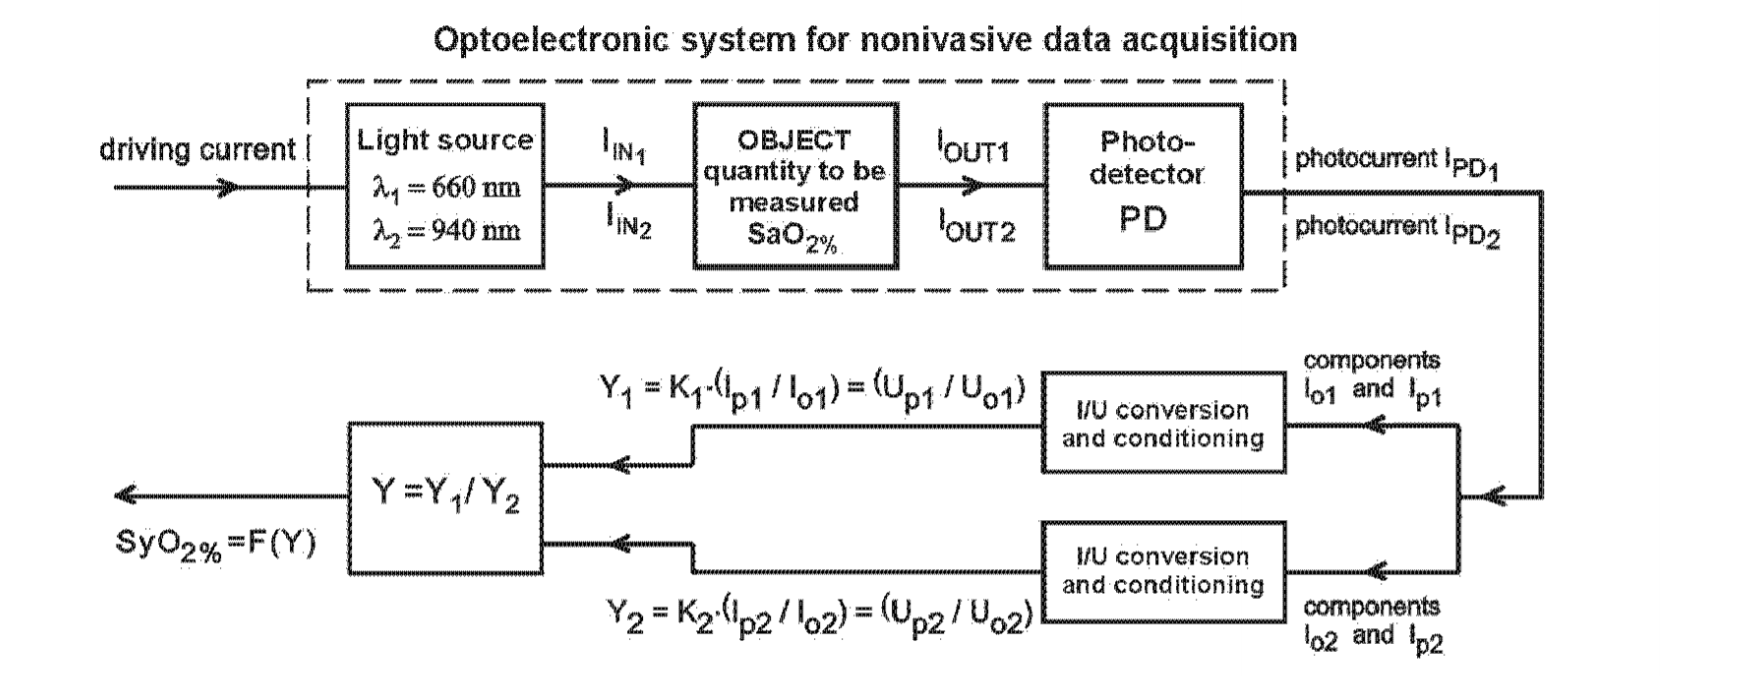 Optoelectronic system for nonivasive data acquisition
driving current
Light source
λ1 = 660 nm
λ2 = 940 nm
IIN1
IIN2
OBJECT
quantity to be
measured
SaO2%
IOUT1
IOUT2
Photo-
detector
PD
photocurrent IPD1
photocurrent IPD2
components
Io1 and Ip1
I/U conversion
and conditioning
Y1 = K1·(Ip1 / Io1) = (Up1 / Uo1)
Y =Y1/ Y2
SyO2%=F(Y)
I/U conversion
and conditioning
Y2 = K2·(Ip2 / Io2) = (Up2 / Uo2)
components
Io2 and Ip2